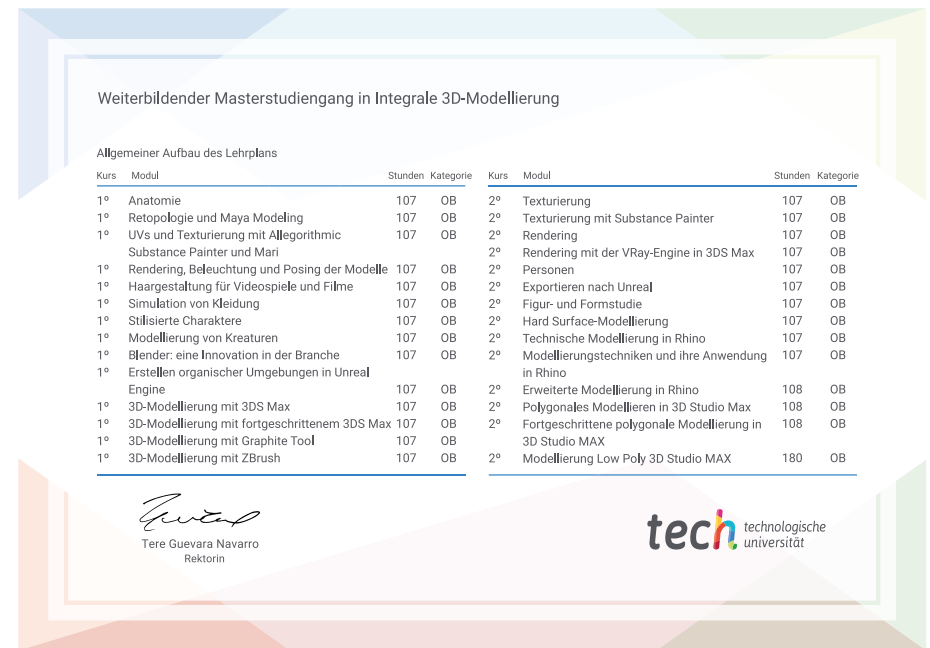 Weiterbildender Masterstudiengang in Integrale 3D-Modellierung
Allgemeiner Aufbau des Lehrplans
Kurs Modul Stunden Kategorie
1º Anatomie 107 OB
1º Retopologie und Maya Modeling 107 OB
1º UVs und Texturierung mit Allegorithmic 107 OB
Substance Painter und Mari
1º Rendering, Beleuchtung und Posing der Modelle 107 OB
1º Haargestaltung für Videospiele und Filme 107 OB
1º Simulation von Kleidung 107 OB
1º Stilisierte Charaktere 107 OB
1º Modellierung von Kreaturen 107 OB
1º Blender: eine Innovation in der Branche 107 OB
1º Erstellen organischer Umgebungen in Unreal
Engine 107 OB
1º 3D-Modellierung mit 3DS Max 107 OB
1º 3D-Modellierung mit fortgeschrittenem 3DS Max 107 OB
1º 3D-Modellierung mit Graphite Tool 107 OB
1º 3D-Modellierung mit ZBrush 107 OB
Kurs Modul Stunden Kategorie
2º Texturierung 107 OB
2º Texturierung mit Substance Painter 107 OB
2º Rendering 107 OB
2º Rendering mit der VRay-Engine in 3DS Max 107 OB
2º Personen 107 OB
2º Exportieren nach Unreal 107 OB
2º Figur- und Formstudie 107 OB
2º Hard Surface-Modellierung 107 OB
2º Technische Modellierung in Rhino 107 OB
2º Modellierungstechniken und ihre Anwendung 107 OB
in Rhino
2º Erweiterte Modellierung in Rhino 108 OB
2º Polygonales Modellieren in 3D Studio Max 108 OB
2º Fortgeschrittene polygonale Modellierung in 108 OB
3D Studio MAX
2º Modellierung Low Poly 3D Studio MAX 180 OB
Tere Guevara Navarro
Rektorin
tech technologische
universität